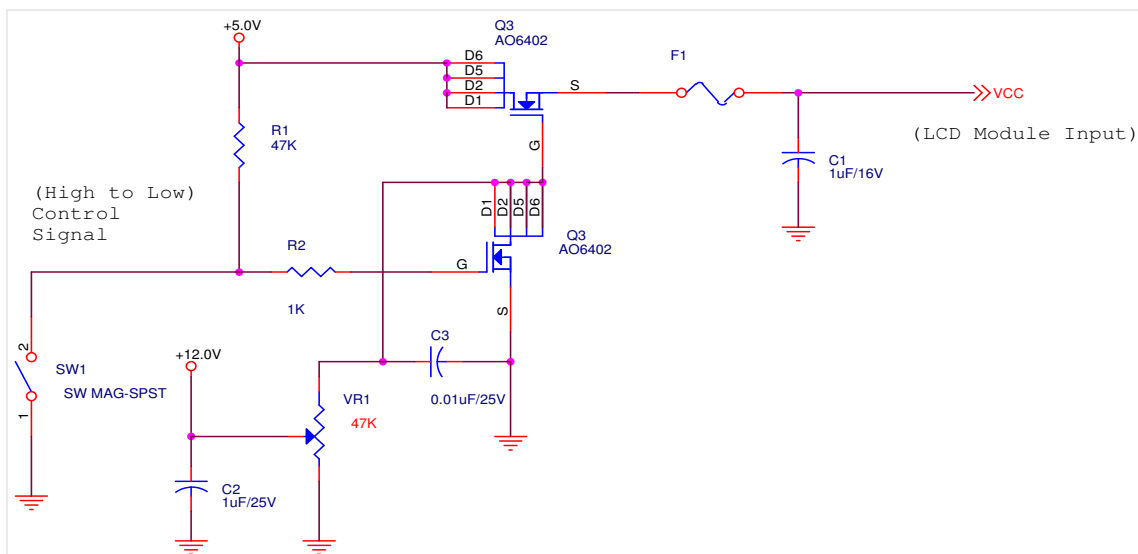 +5.0V
Q3
AO6402
D6
D5
D2
D1
S
G
F1
VCC
(LCD Module Input)
R1
47K
C1
1uF/16V
(High to Low)
Control
Signal
D1
D2
D5
D6
Q3
AO6402
R2
G
1K
S
C3
0.01uF/25V
+12.0V
2
SW1
SW MAG-SPST
1
VR1
47K
C2
1uF/25V